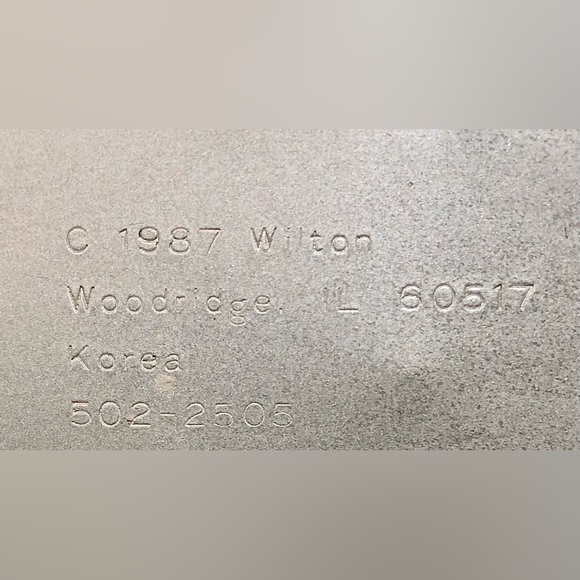 C 1987 Wilton
Woodridge, IL 60517
Korea
502-2505